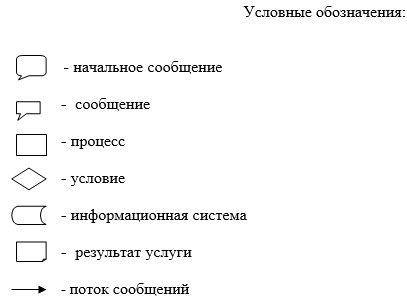 Условные обозначения:
- начальное сообщение
- сообщение
- процесс
- условие
- информационная система
- результат услуги
- поток сообщений